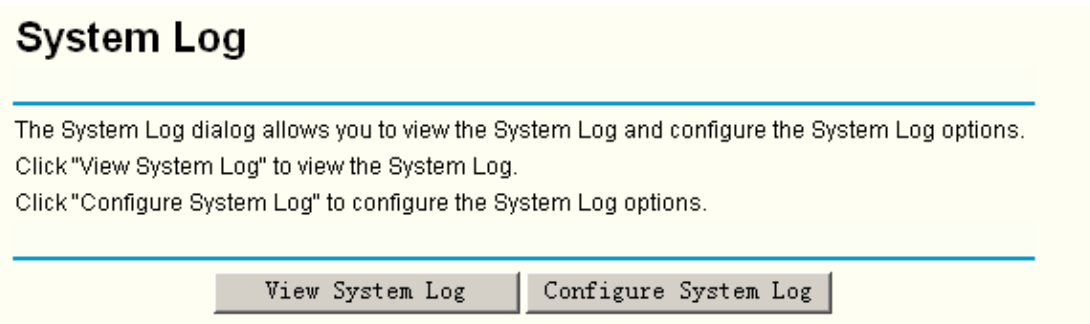 System Log
The System Log dialog allows you to view the System Log and configure the System Log options.
Click "View System Log" to view the System Log.
Click "Configure System Log" to configure the System Log options.
View System Log Configure System Log